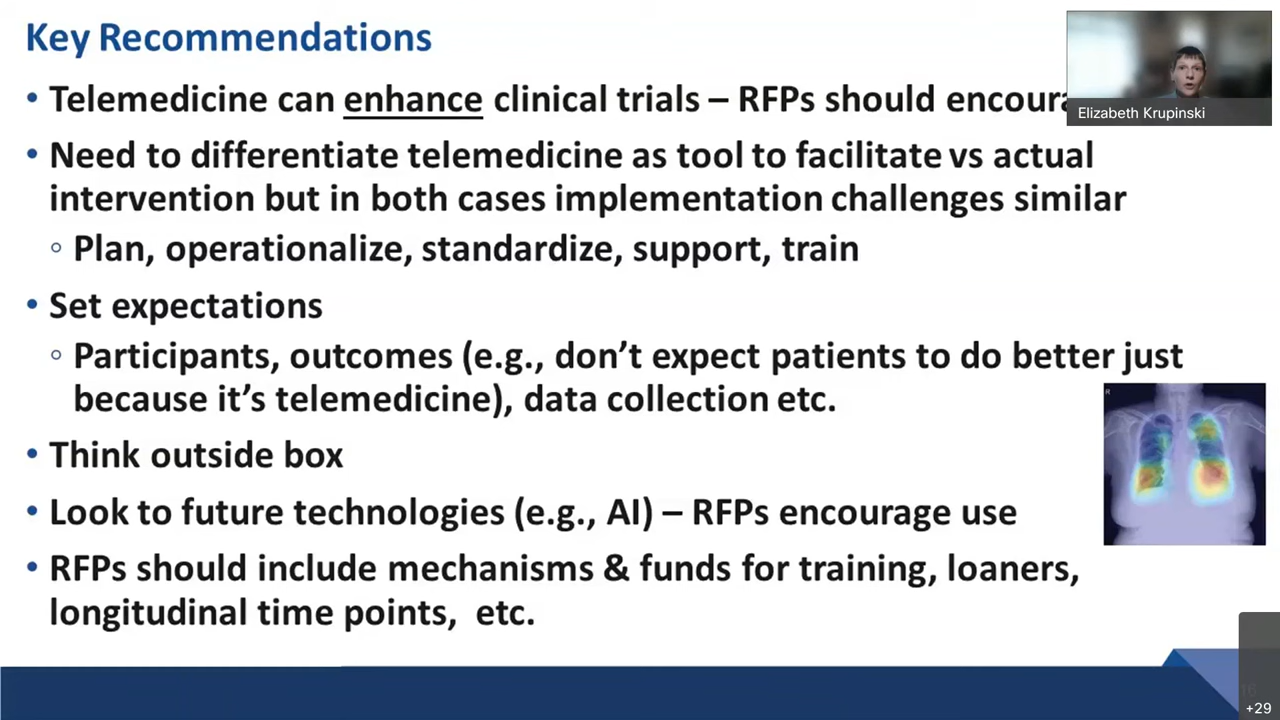 Key Recommendations
• Telemedicine can enhance clinical trials – RFPs should
Elizabeth Krupinski
• Need to differentiate telemedicine as tool to facilitate vs actual
intervention but in both cases implementation challenges similar
◦ Plan, operationalize, standardize, support, train
• Set expectations
◦ Participants, outcomes (e.g., don’t expect patients to do better just
because it’s telemedicine), data collection etc.
R
• Think outside box
• Look to future technologies (e.g., AI) – RFPs encourage use
• RFPs should include mechanisms & funds for training, loaners,
longitudinal time points, etc.
16
+29